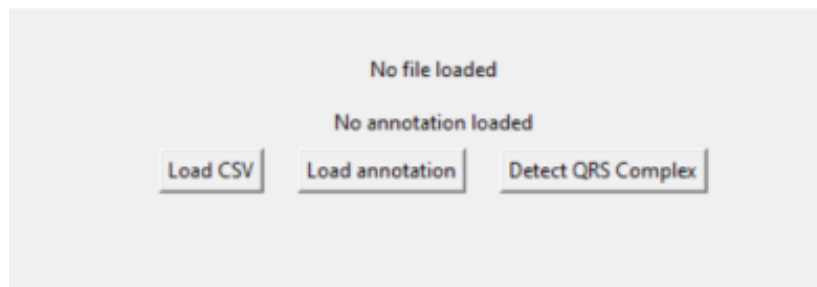 No file loaded
No annotation loaded
Load CSV Load annotation Detect QRS Complex